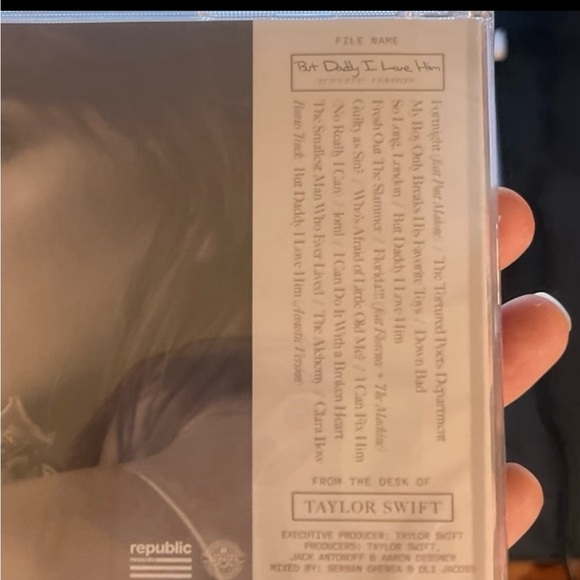 FILE NAME
But Daddy I Love Him
ACOUSTIC VERSION
Fortnight (feat. Post Malone) / The Tortured Poets Department
My Boy Only Breaks His Favorite Toys / Down Bad
So Long, London / But Daddy I Love Him
Fresh Out The Slammer / Florida!!! (feat. Florence + The Machine)
Guilty as Sin? / Who's Afraid of Little Old Me? / I Can Fix Him
(No Really I Can) / loml / I Can Do It With a Broken Heart
The Smallest Man Who Ever Lived / The Alchemy / Clara Bow
Bonus Track: But Daddy I Love Him (Acoustic Version)
FROM THE DESK OF
TAYLOR SWIFT
EXECUTIVE PRODUCER: TAYLOR SWIFT
PRODUCERS: TAYLOR SWIFT,
JACK ANTONOFF & AARON DESSNER
MIXED BY: SERBAN GHENEA & OLI JACOBS
republic